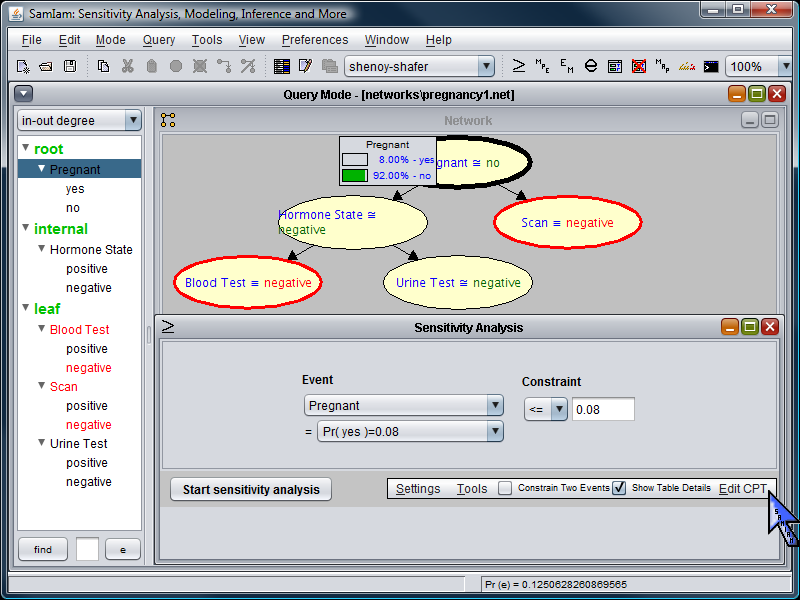 SamIam: Sensitivity Analysis, Modeling, Inference and More
File Edit Mode Query Tools View Preferences Window Help
shenoy-shafer
100%
Query Mode - [networks\pregnancy1.net]
in-out degree
root
Pregnant
yes
no
internal
Hormone State
positive
negative
leaf
Blood Test
positive
negative
Scan
positive
negative
Urine Test
positive
negative
find
e
Network
Pregnant
8.00% - yes
92.00% - no
gnant ≅ no
Hormone State ≅
negative
Scan ≡ negative
Blood Test ≡ negative
Urine Test ≅ negative
Sensitivity Analysis
Event
Constraint
Pregnant
<=
0.08
= Pr( yes )=0.08
Start sensitivity analysis
Settings Tools Constrain Two Events Show Table Details Edit CPT
Pr (e) = 0.1250628260869565